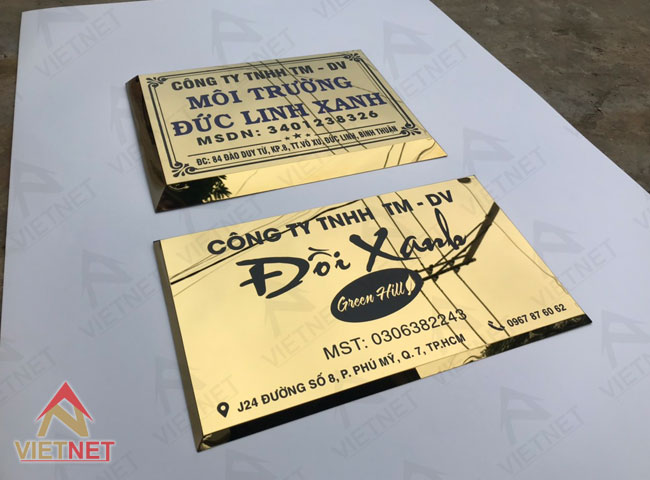 CÔNG TY TNHH TM - DV
MÔI TRƯỜNG
ĐỨC LINH XANH
MSDN: 3401238326
ĐC: 84 ĐÀO DUY TỪ, KP.8, TT.VÕ XU, ĐỨC LINH, BÌNH THUẬN
CÔNG TY TNHH TM - DV
Đồi Xanh
Green Hill
MST: 0306382243
0967 87 60 62
J24 ĐƯỜNG SỐ 8, P. PHÚ MỸ, Q. 7, TP.HCM
VIETNET